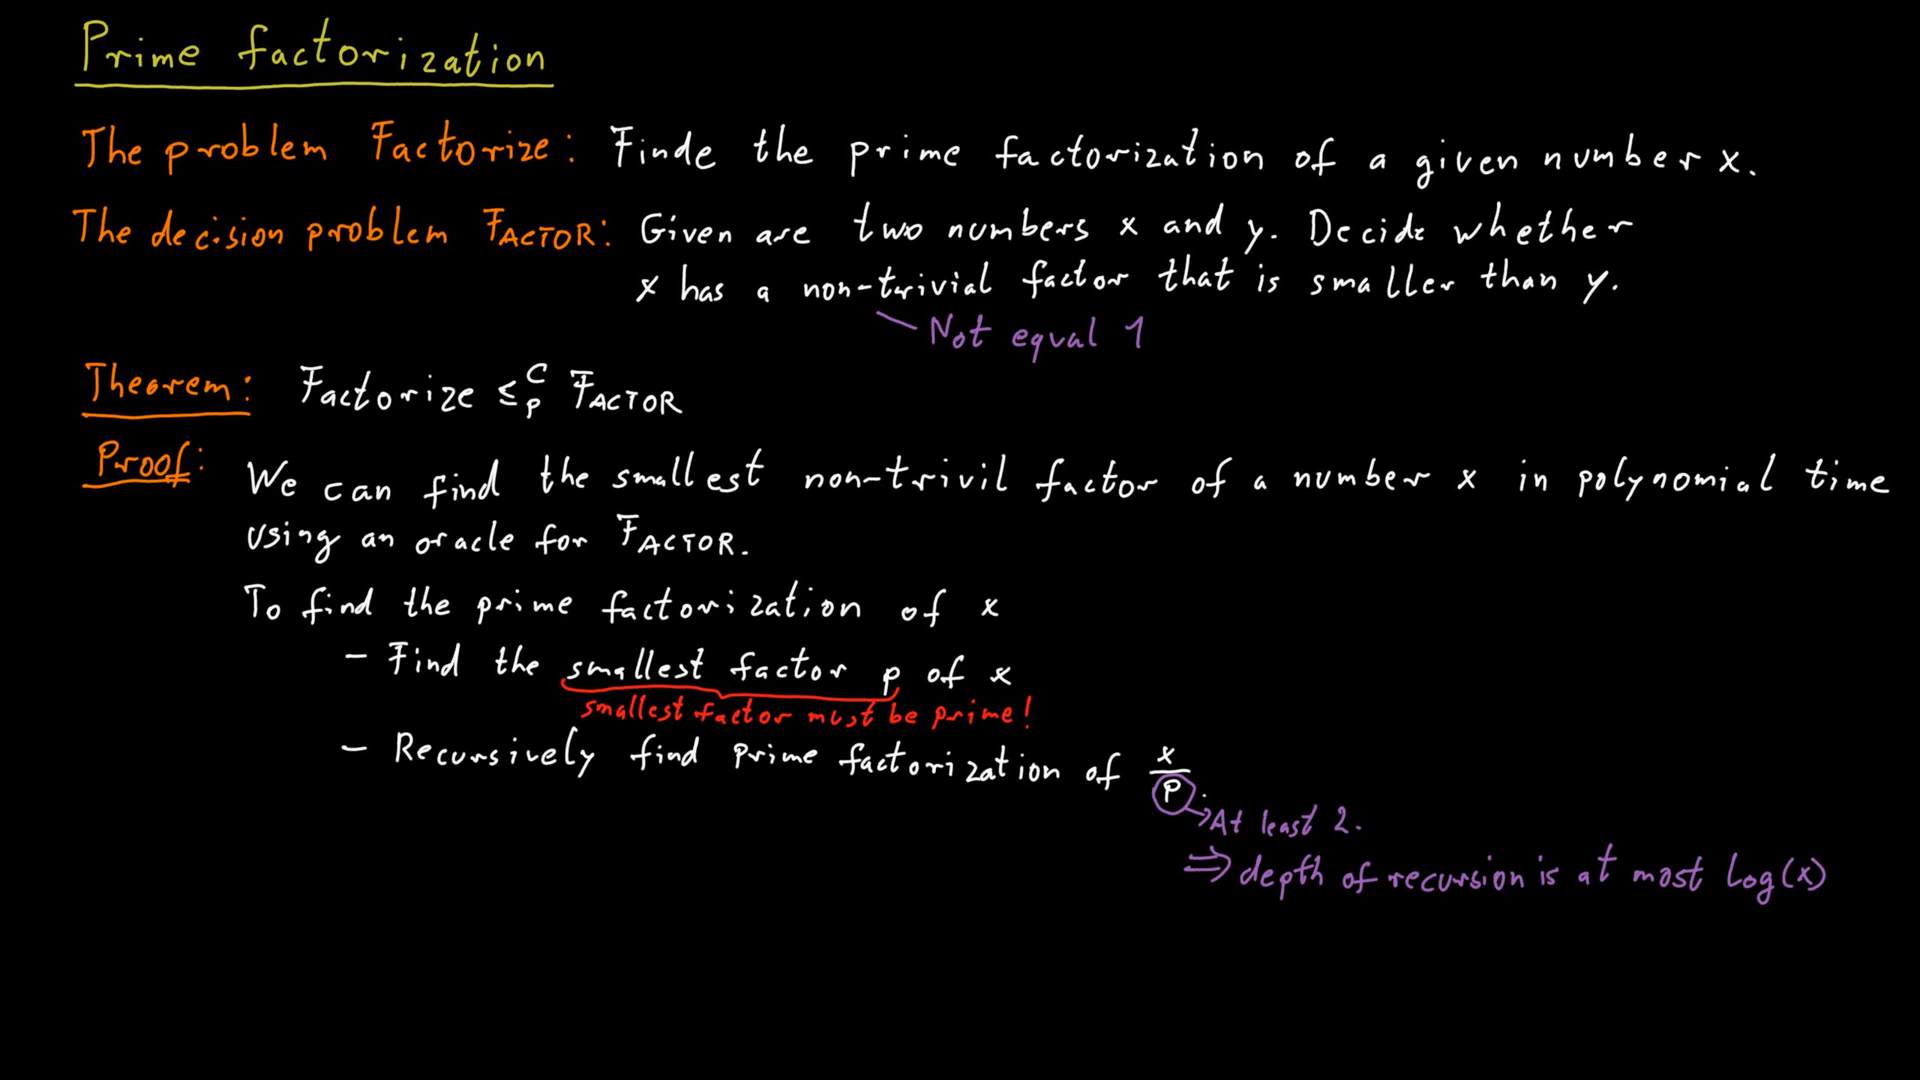 Prime factorization
The problem Factorize: Finde the prime factorization of a given number x.
The decision problem FACTOR: Given are two numbers x and y. Decide whether
x has a non-trivial factor that is smaller than y.
Not equal 1
Theorem: Factorize ≤ₚᶜ FACTOR
Proof: We can find the smallest non-trivil factor of a number x in polynomial time
using an oracle for FACTOR.
To find the prime factorization of x
- Find the smallest factor p of x
smallest factor must be prime!
- Recursively find prime factorization of x/p.
→ At least 2.
⇒ depth of recursion is at most log(x)